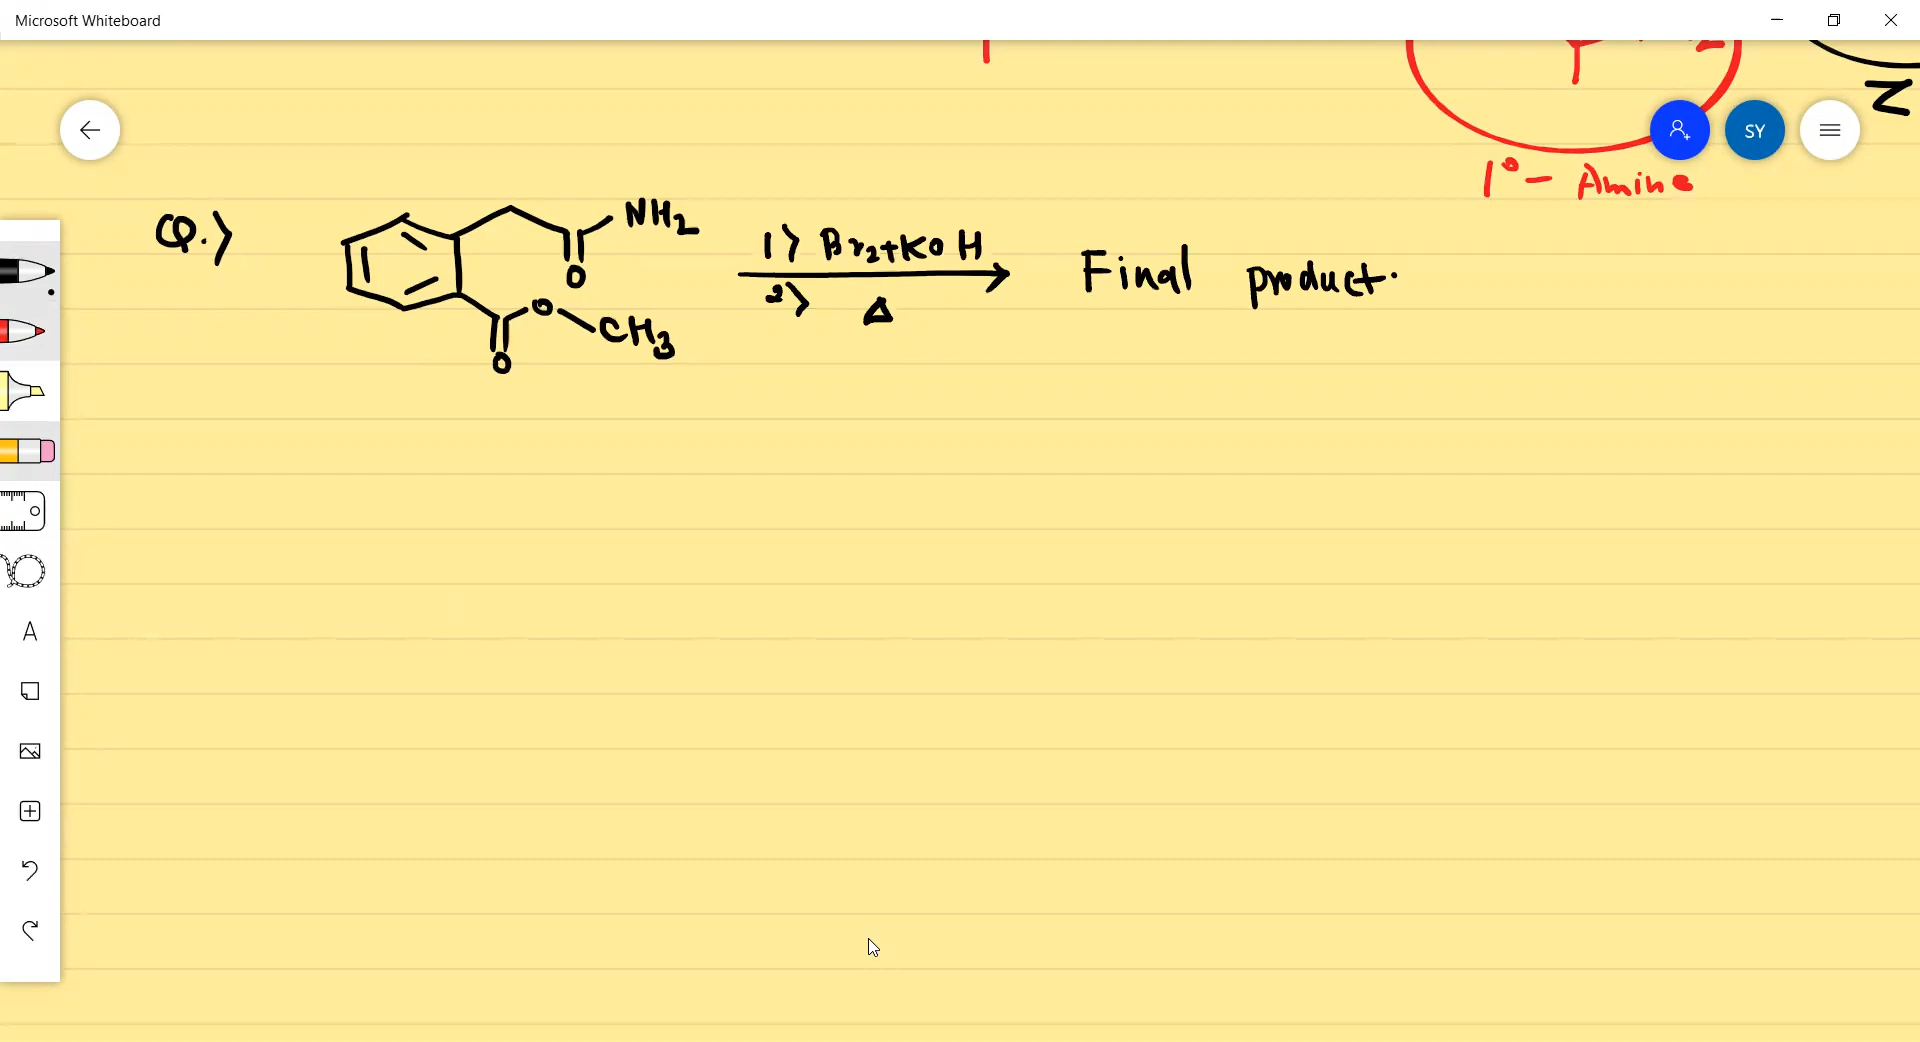 Microsoft Whiteboard
SY
1° - Amine
Q.>
NH2
O
O
CH3
O
1> Br2+KOH
2> Δ
Final product.
A